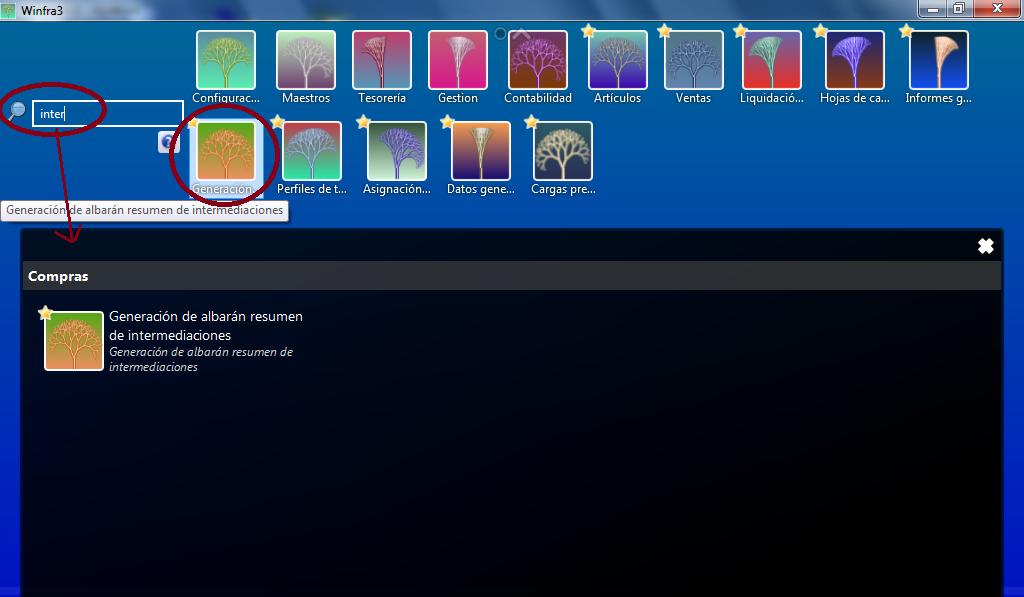 Winfra3
Configurac... Maestros Tesorería Gestion Contabilidad Artículos Ventas Liquidació... Hojas de ca... Informes g...
inter
Generación... Perfiles de t... Asignación... Datos gene... Cargas pre...
Generación de albarán resumen de intermediaciones
Compras
Generación de albarán resumen
de intermediaciones
Generación de albarán resumen de
intermediaciones